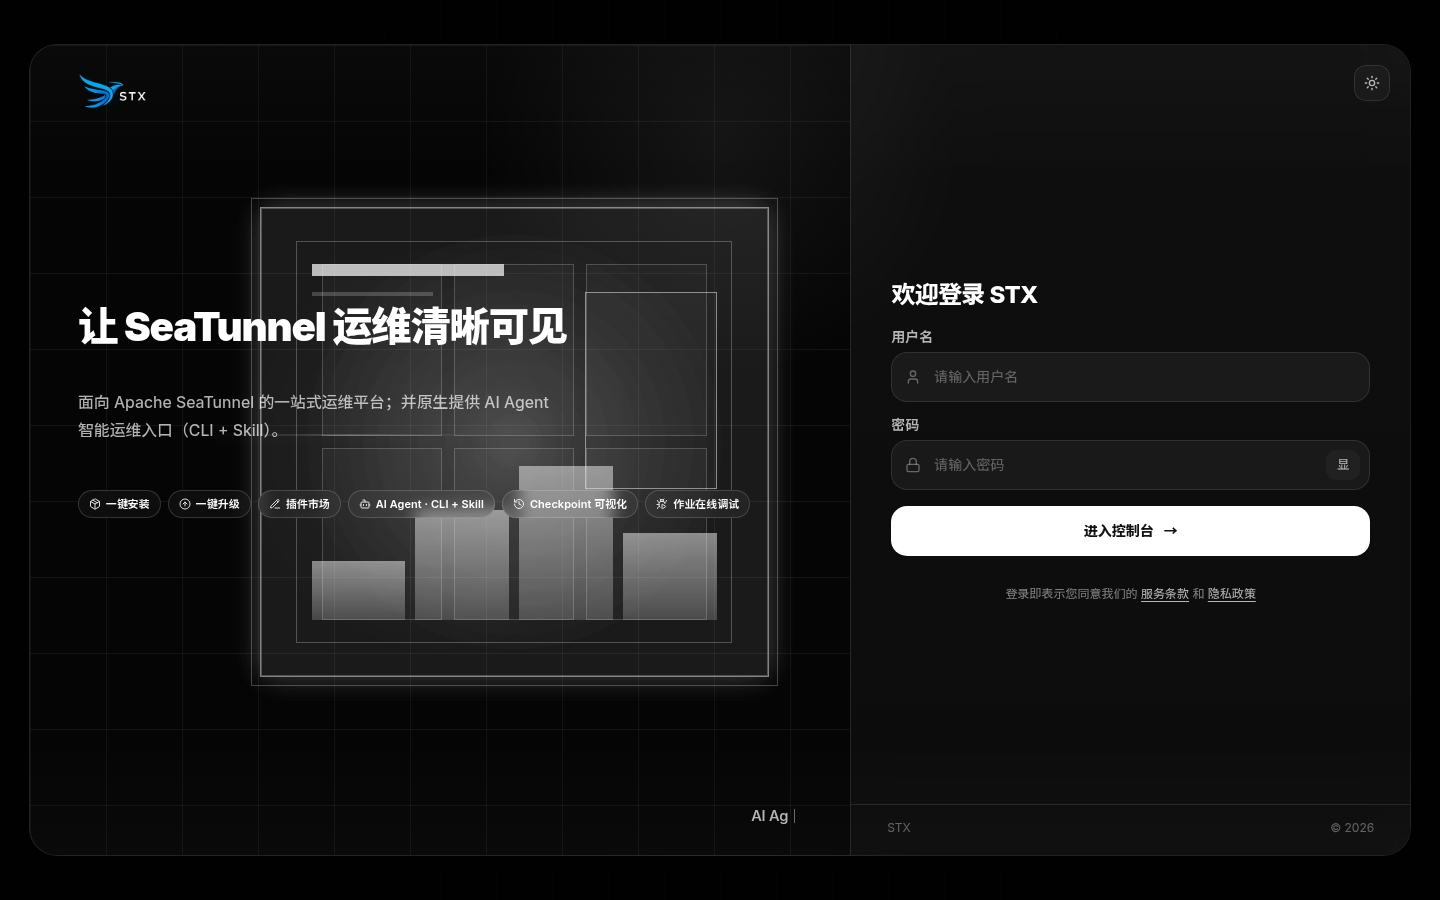 STX
让 SeaTunnel 运维清晰可见
面向 Apache SeaTunnel 的一站式运维平台；并原生提供 AI Agent
智能运维入口（CLI + Skill）。
一键安装
一键升级
插件市场
AI Agent · CLI + Skill
Checkpoint 可视化
作业在线调试
AI Ag
欢迎登录 STX
用户名
请输入用户名
密码
请输入密码
显
进入控制台 →
登录即表示您同意我们的 服务条款 和 隐私政策
STX
© 2026